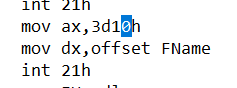 int 21h
mov ax,3d10h
mov dx,offset FName
int 21h